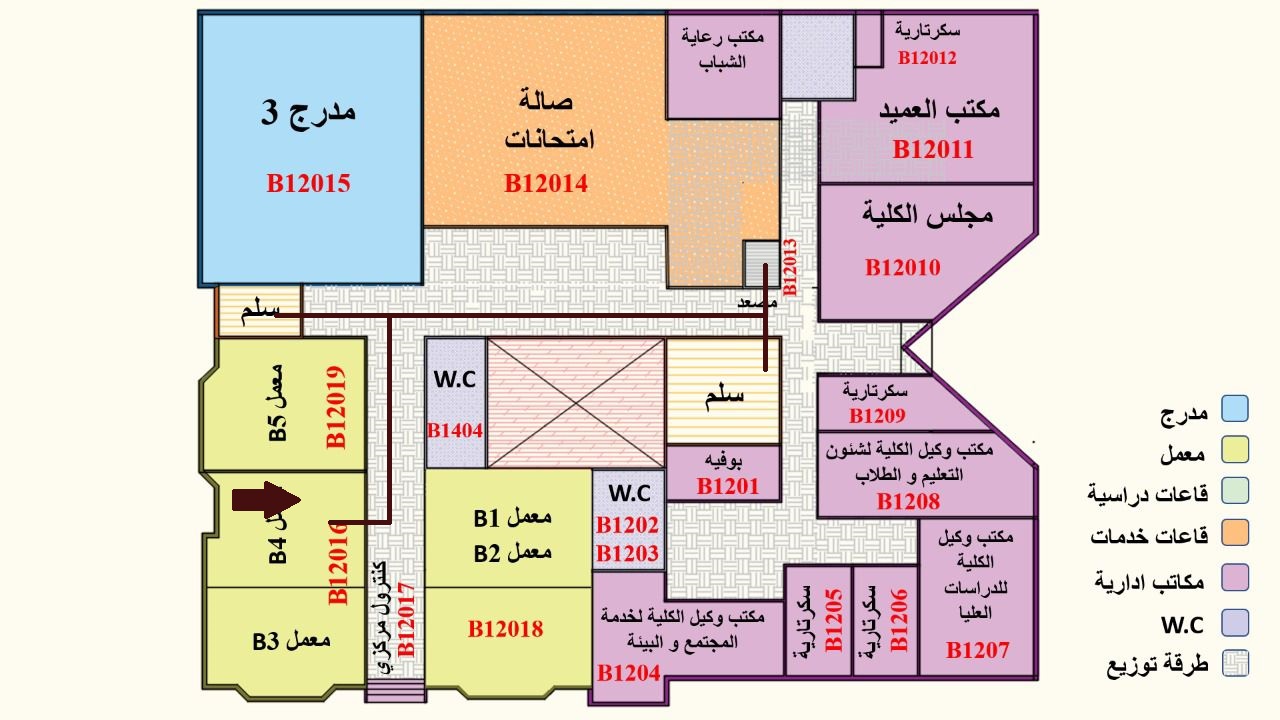 مدرج 3
B12015
صالة
امتحانات
B12014
مكتب رعاية
الشباب
سكرتارية
B12012
مكتب العميد
B12011
مجلس الكلية
B12010
B12013
مصعد
سلم
معمل B5
B12019
W.C
B1404
سلم
بوفيه
B1201
سكرتارية
B1209
مكتب وكيل الكلية لشئون
التعليم و الطلاب
B1208
B4
B12016
معمل B1
معمل B2
W.C
B1202
B1203
معمل B3
كنترول مركزي
B12017
B12018
مكتب وكيل الكلية لخدمة
المجتمع و البيئة
B1204
سكرتارية
B1205
سكرتارية
B1206
مكتب وكيل
الكلية
للدراسات
العليا
B1207
مدرج
معمل
قاعات دراسية
قاعات خدمات
مكاتب ادارية
W.C
طرقة توزيع